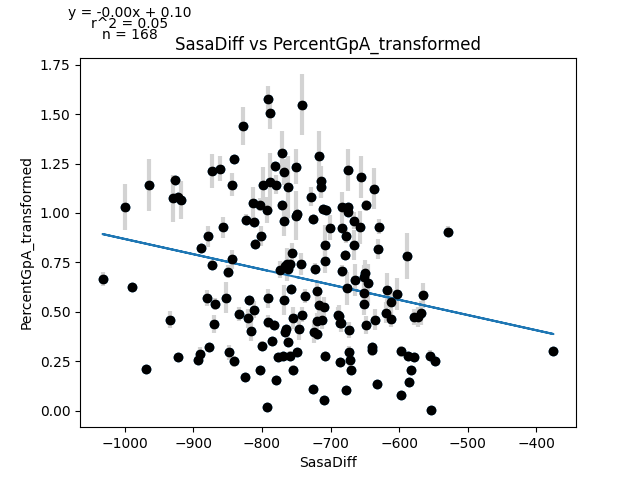 y = -0.00x + 0.10
r^2 = 0.05
n = 168
SasaDiff vs PercentGpA_transformed
1.75
1.50
1.25
1.00
0.75
0.50
0.25
0.00
PercentGpA_transformed
−1000 −900 −800 −700 −600 −500 −400
SasaDiff